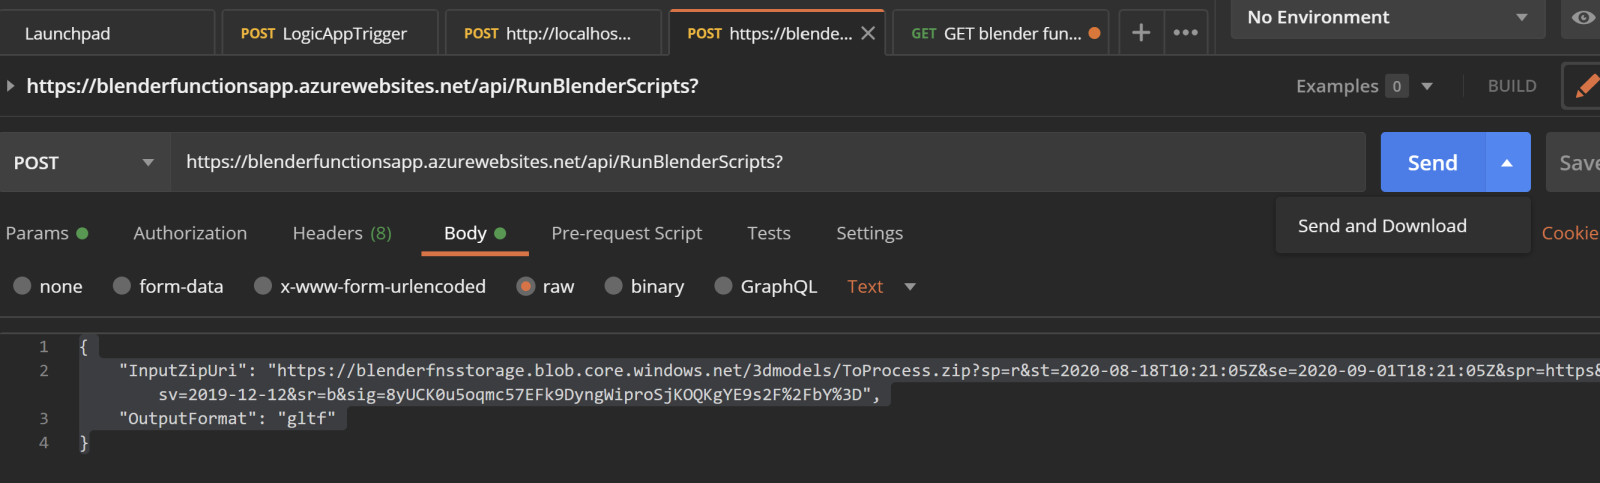 Launchpad
POST LogicAppTrigger
POST http://localhos...
POST https://blende...
GET GET blender fun...
No Environment
https://blenderfunctionsapp.azurewebsites.net/api/RunBlenderScripts?
Examples 0
BUILD
POST
https://blenderfunctionsapp.azurewebsites.net/api/RunBlenderScripts?
Send
Save
Params
Authorization
Headers (8)
Body
Pre-request Script
Tests
Settings
Send and Download
Cookie
none
form-data
x-www-form-urlencoded
raw
binary
GraphQL
Text
1 {
2 "InputZipUri": "https://blenderfnsstorage.blob.core.windows.net/3dmodels/ToProcess.zip?sp=r&st=2020-08-18T10:21:05Z&se=2020-09-01T18:21:05Z&spr=https&
sv=2019-12-12&sr=b&sig=8yUCK0u5oqmc57EFk9DyngWiproSjKOQKgYE9s2F%2FbY%3D",
3 "OutputFormat": "gltf"
4 }